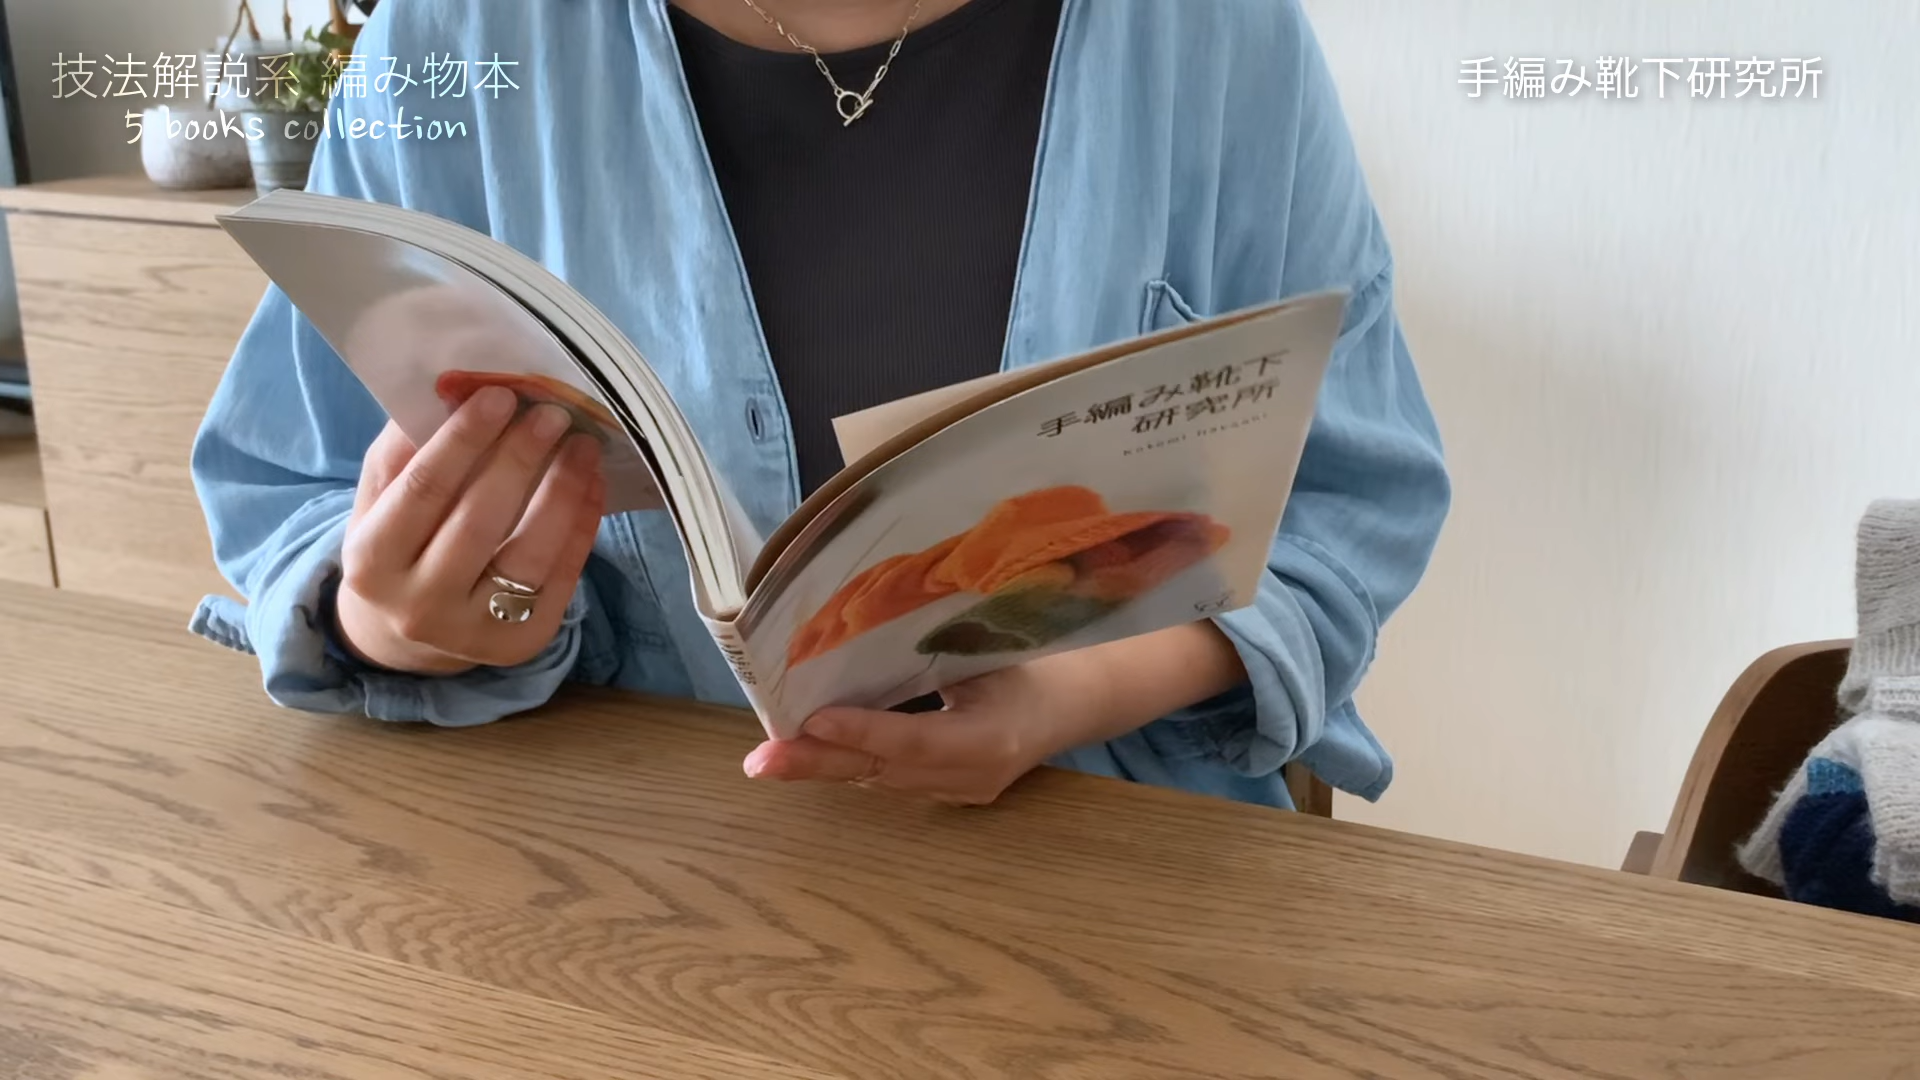 技法解説系 編み物本
5 books collection
手編み靴下研究所
手編み靴下
研究所